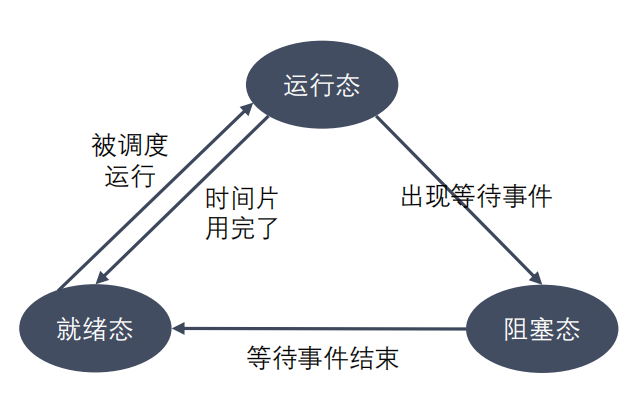 运行态
被调度
运行
时间片
用完了
出现等待事件
就绪态
阻塞态
等待事件结束